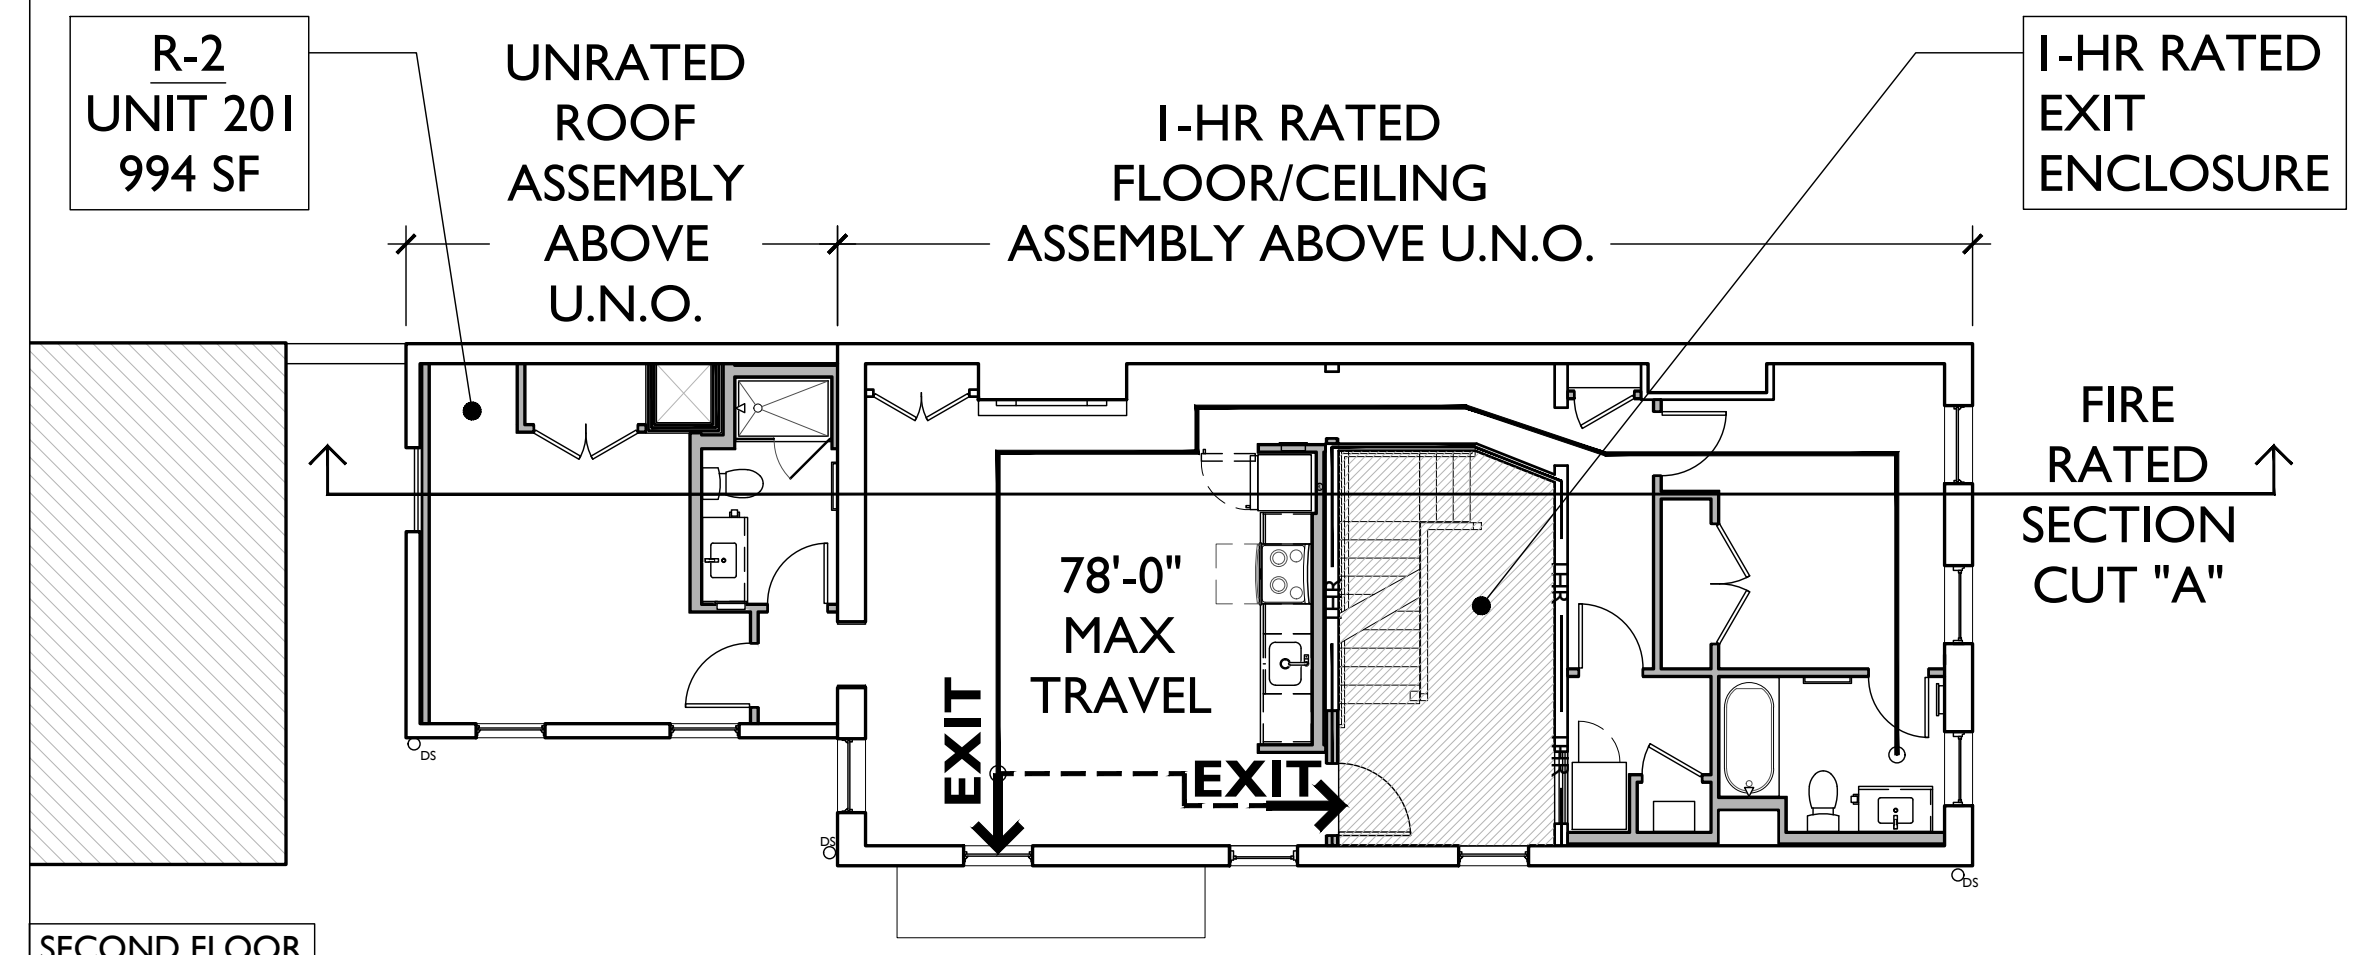 R-2
UNIT 201
994 SF
UNRATED
ROOF
ASSEMBLY
ABOVE
U.N.O.
1-HR RATED
FLOOR/CEILING
ASSEMBLY ABOVE U.N.O.
1-HR RATED
EXIT
ENCLOSURE
FIRE
RATED
SECTION
CUT "A"
78'-0"
MAX
TRAVEL
EXIT
EXIT
DS
DS
DS
SECOND FLOOR